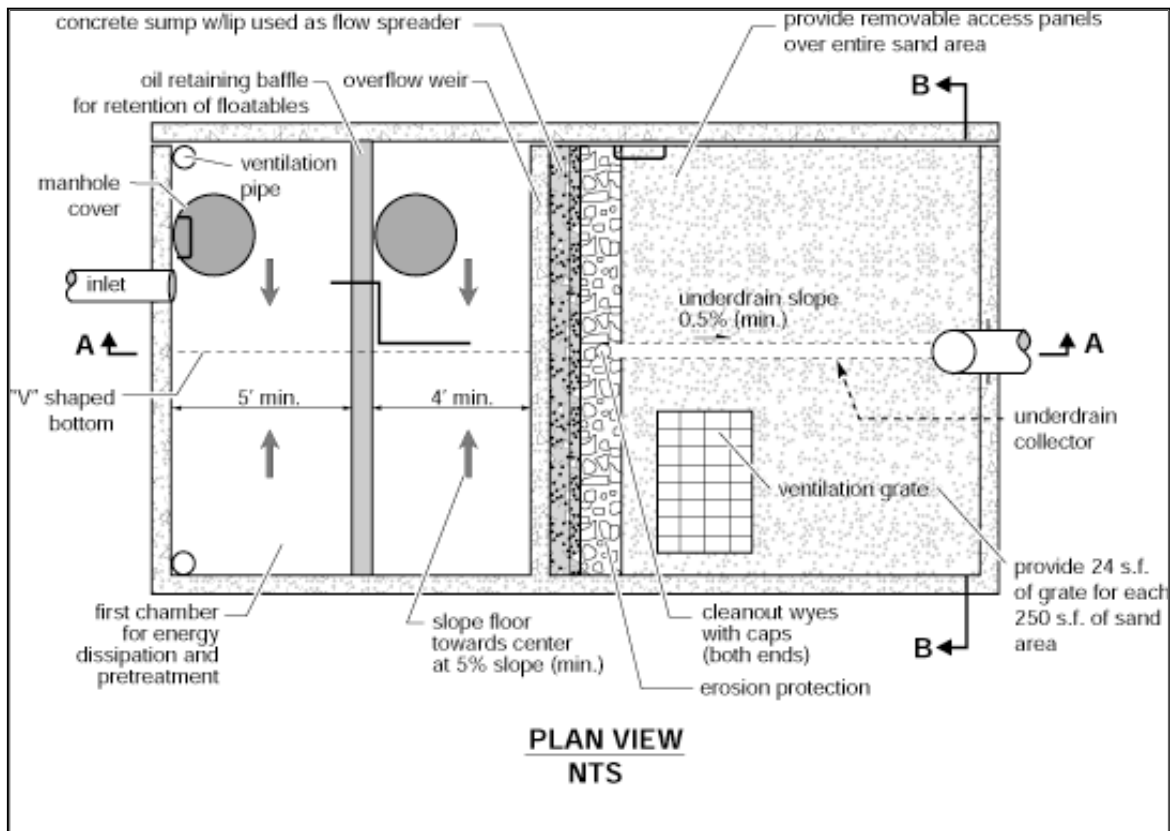 concrete sump w/lip used as flow spreader
provide removable access panels
over entire sand area
oil retaining baffle
for retention of floatables
overflow weir
B
ventilation
pipe
manhole
cover
inlet
underdrain slope
0.5% (min.)
A
A
"V" shaped
bottom
5' min.
4' min.
underdrain
collector
ventilation grate
provide 24 s.f.
of grate for each
250 s.f. of sand
area
first chamber
for energy
dissipation and
pretreatment
slope floor
towards center
at 5% slope (min.)
cleanout wyes
with caps
(both ends)
B
erosion protection
PLAN VIEW
NTS